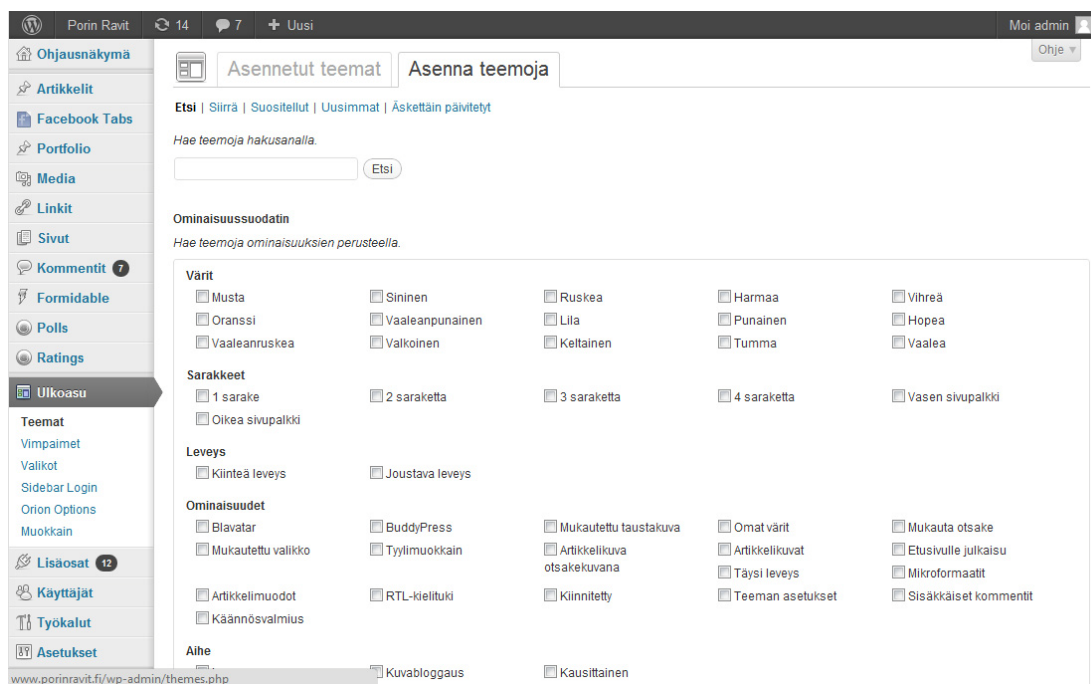 Porin Ravit 14 7 + Uusi Moi admin
Ohje
Ohjausnäkymä
Artikkelit
Facebook Tabs
Portfolio
Media
Linkit
Sivut
Kommentit 7
Formidable
Polls
Ratings
Ulkoasu
Teemat
Vimpaimet
Valikot
Sidebar Login
Orion Options
Muokkain
Lisäosat 12
Käyttäjät
Työkalut
Asetukset
www.porinravit.fi/wp-admin/themes.php
Asennetut teemat Asenna teemoja
Etsi | Siirrä | Suositellut | Uusimmat | Äskettäin päivitetyt
Hae teemoja hakusanalla.
Etsi
Ominaisuussuodatin
Hae teemoja ominaisuuksien perusteella.
Värit
Musta Sininen Ruskea Harmaa Vihreä
Oranssi Vaaleanpunainen Lila Punainen Hopea
Vaaleanruskea Valkoinen Keltainen Tumma Vaalea
Sarakkeet
1 sarake 2 saraketta 3 saraketta 4 saraketta Vasen sivupalkki
Oikea sivupalkki
Leveys
Kiinteä leveys Joustava leveys
Ominaisuudet
Blavatar BuddyPress Mukautettu taustakuva Omat värit Mukauta otsake
Mukautettu valikko Tyylimuokkain Artikkelikuva Artikkelikuvat Etusivulle julkaisu
otsakekuvana Täysi leveys Mikroformaatit
Artikkelimuodot RTL-kielituki Kiinnitetty Teeman asetukset Sisäkkäiset kommentit
Käännösvalmius
Aihe
Kuvabloggaus Kausittainen